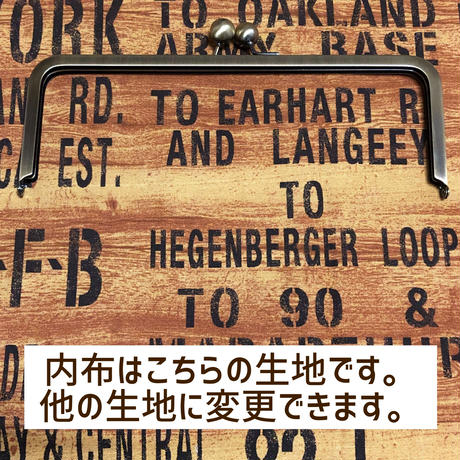 ORK
TO OAKLAND
ARMY BASE
AN RD.
TO EARHART R
C EST.
AND LANGEEY
TO
F-B
HEGENBERGER LOOP
TO 90 &
内布はこちらの生地です。
他の生地に変更できます。
AY & CENTRAL